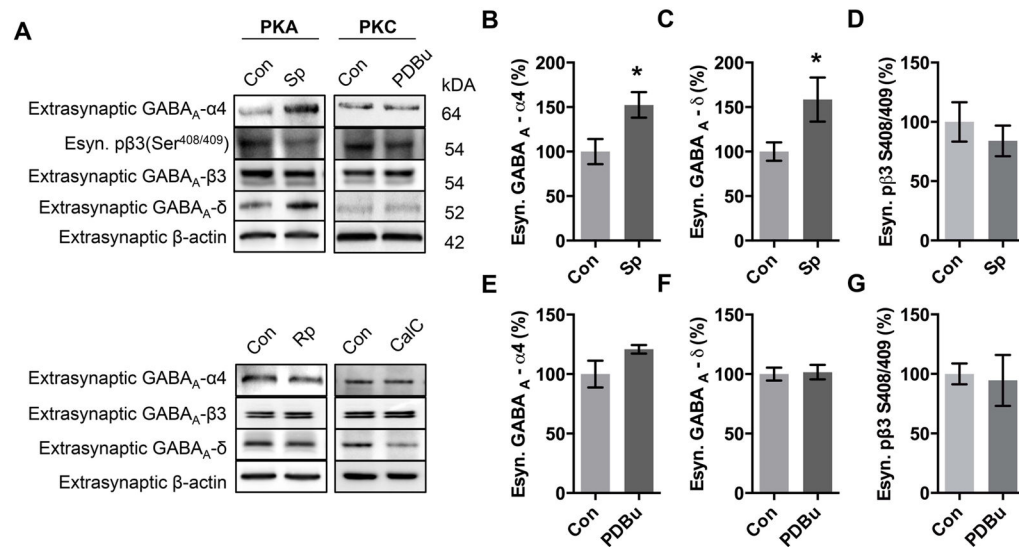 A
PKA
PKC
Con
Sp
Con
PDBu
kDA
Extrasynaptic GABAA-α4
64
Esyn. pβ3(Ser408/409)
54
Extrasynaptic GABAA-β3
54
Extrasynaptic GABAA-δ
52
Extrasynaptic β-actin
42
Con
Rp
Con
CalC
Extrasynaptic GABAA-α4
Extrasynaptic GABAA-β3
Extrasynaptic GABAA-δ
Extrasynaptic β-actin
B
Esyn. GABA A - α4 (%)
200
150
100
50
0
*
Con
Sp
C
Esyn. GABA A - δ (%)
200
150
100
50
0
*
Con
Sp
D
Esyn. pβ3 S408/409 (%)
150
100
50
0
Con
Sp
E
Esyn. GABA A - α4 (%)
150
100
50
0
Con
PDBu
F
Esyn. GABA A - δ (%)
150
100
50
0
Con
PDBu
G
Esyn. pβ3 S408/409 (%)
150
100
50
0
Con
PDBu